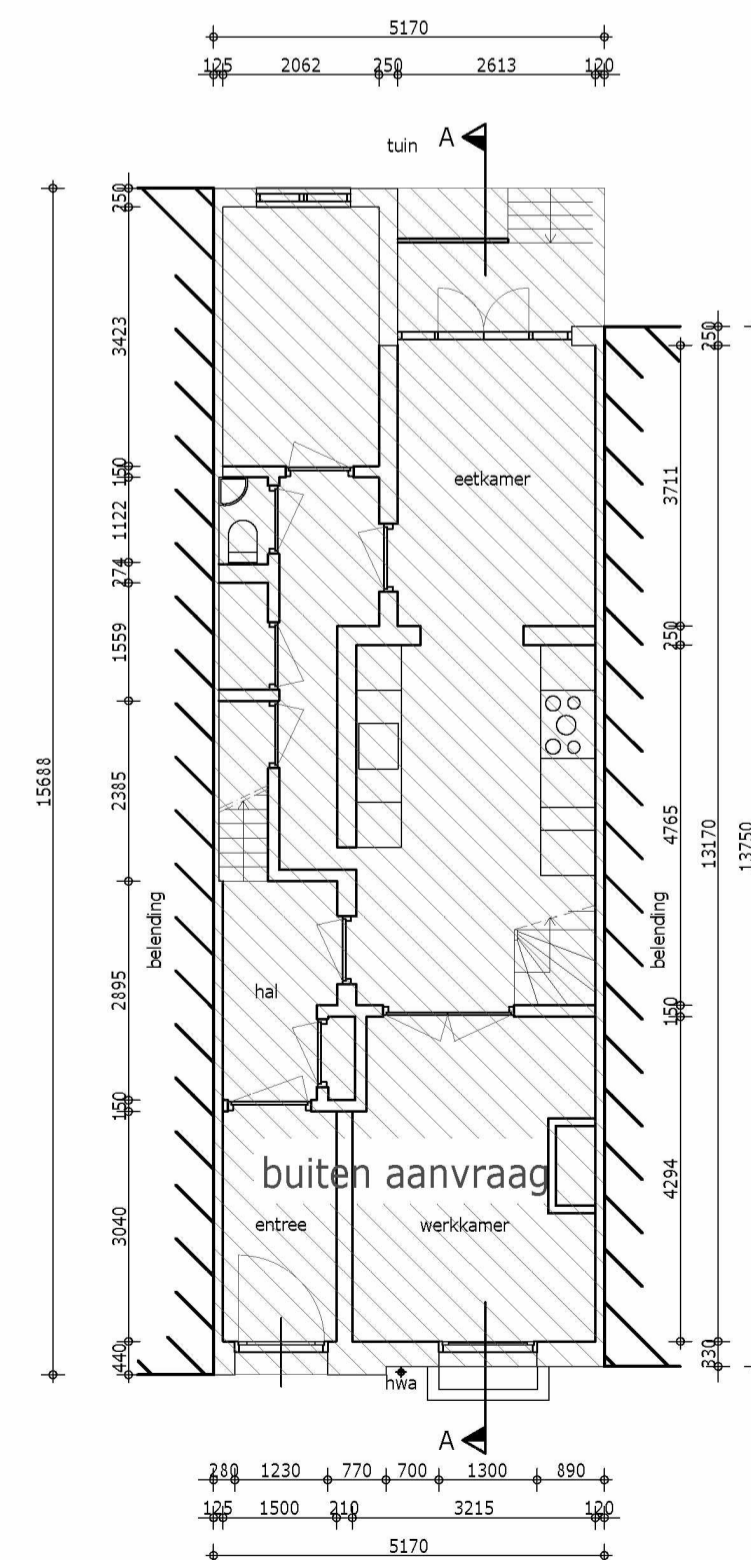 5170
125 2062 250 2613 120
tuin A
250
3423
150
1122
274
1559
2385
2895
150
3040
440
15688
belending
eetkamer
hal
buiten aanvraag
entree
werkkamer
hwa
A
belending
250
3711
250
4765
150
4294
13170
330
13750
280 1230 770 700 1300 890
125 1500 210 3215 120
5170